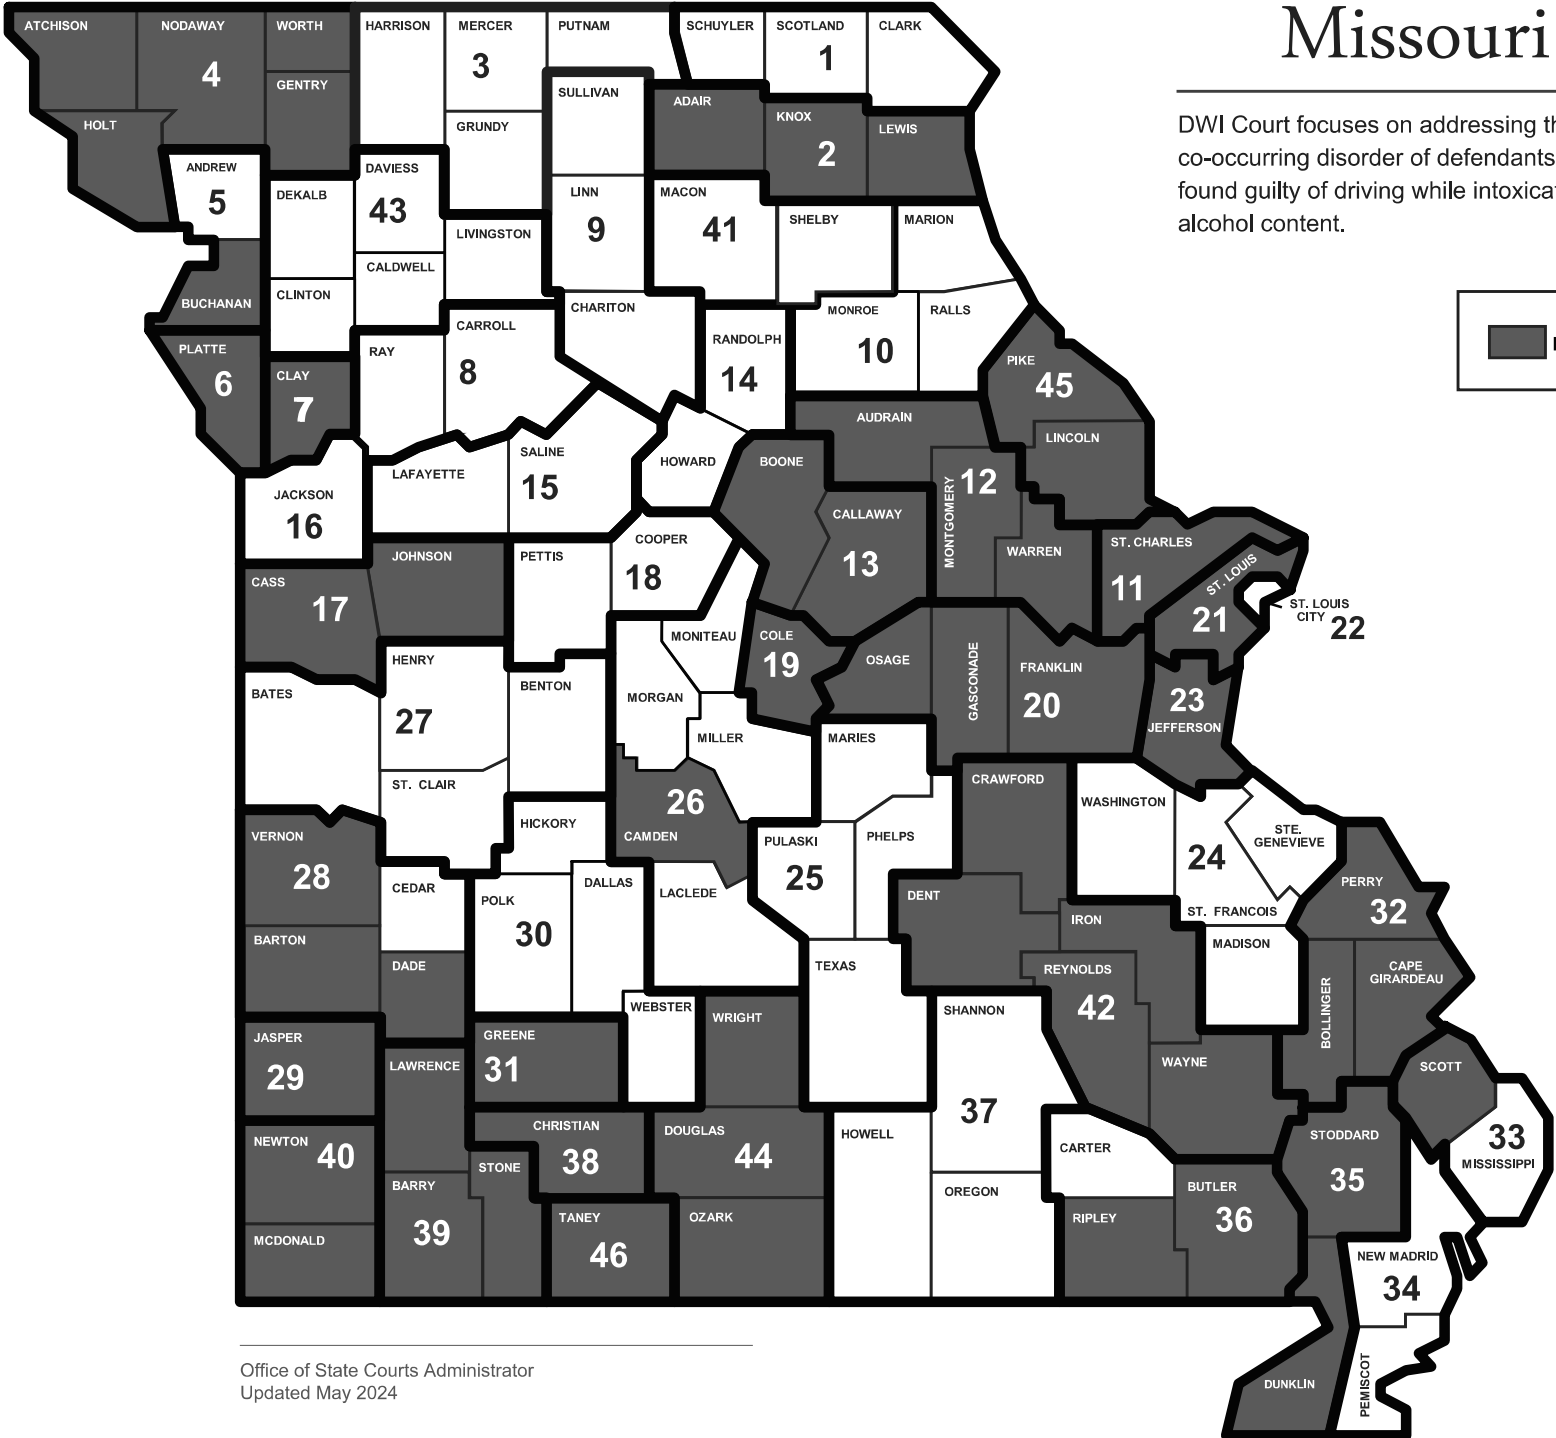 Missouri
DWI Court focuses on addressing th
co-occurring disorder of defendants
found guilty of driving while intoxica
alcohol content.
ATCHISON
NODAWAY
WORTH
HARRISON
MERCER
PUTNAM
SCHUYLER
SCOTLAND
CLARK
4
3
1
GENTRY
SULLIVAN
ADAIR
KNOX
LEWIS
HOLT
GRUNDY
2
ANDREW
5
DEKALB
DAVIESS
43
LINN
9
MACON
41
SHELBY
MARION
LIVINGSTON
CALDWELL
BUCHANAN
CLINTON
CHARITON
CARROLL
8
MONROE
10
RALLS
RANDOLPH
14
PLATTE
6
CLAY
7
RAY
PIKE
45
AUDRAIN
LINCOLN
LAFAYETTE
SALINE
15
HOWARD
BOONE
JACKSON
16
CALLAWAY
13
MONTGOMERY
12
WARREN
ST. CHARLES
11
ST. LOUIS
21
ST. LOUIS
CITY 22
COOPER
18
PETTIS
JOHNSON
CASS
17
MONITEAU
COLE
19
OSAGE
GASCONADE
FRANKLIN
20
HENRY
27
BENTON
BATES
MORGAN
MILLER
MARIES
23
JEFFERSON
ST. CLAIR
HICKORY
26
CAMDEN
CRAWFORD
WASHINGTON
STE.
GENEVIEVE
VERNON
28
PULASKI
25
PHELPS
24
ST. FRANCOIS
PERRY
32
CEDAR
POLK
30
DALLAS
LACLEDE
DENT
IRON
BARTON
DADE
TEXAS
REYNOLDS
42
MADISON
CAPE
GIRARDEAU
BOLLINGER
WEBSTER
WRIGHT
SHANNON
JASPER
29
LAWRENCE
GREENE
31
WAYNE
SCOTT
37
NEWTON
40
CHRISTIAN
38
DOUGLAS
44
HOWELL
CARTER
STODDARD
35
33
MISSISSIPPI
STONE
BARRY
39
OREGON
BUTLER
36
TANEY
46
OZARK
RIPLEY
MCDONALD
NEW MADRID
34
DUNKLIN
PEMISCOT
Office of State Courts Administrator
Updated May 2024